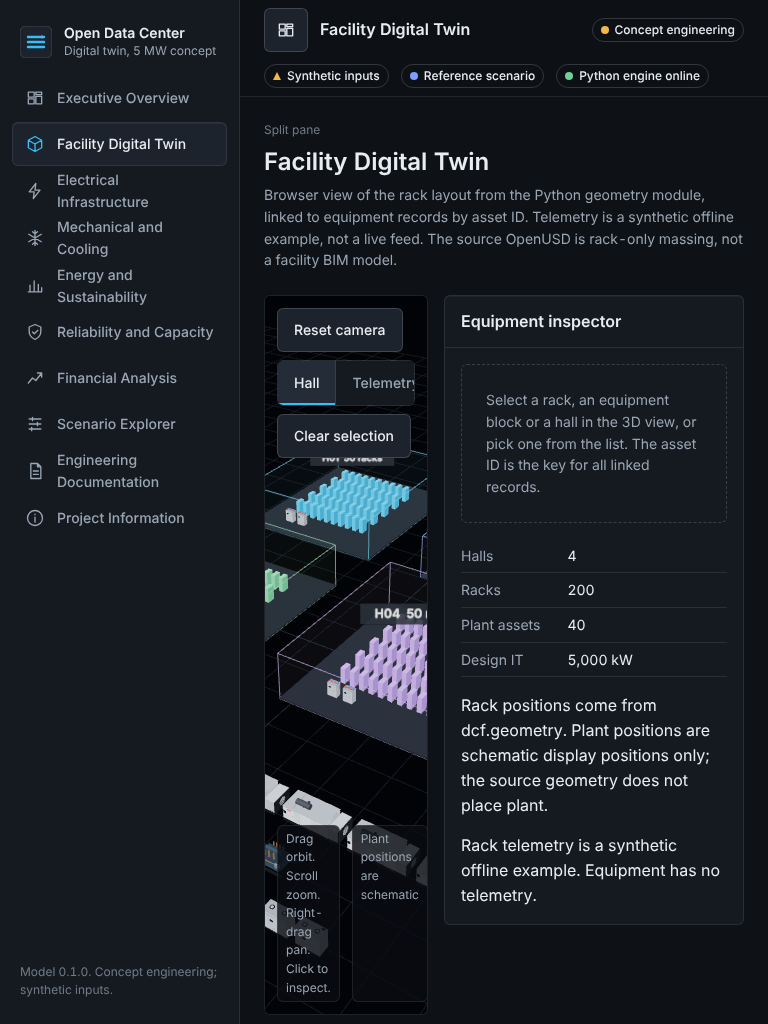 Open Data Center
Digital twin, 5 MW concept
Executive Overview
Facility Digital Twin
Electrical
Infrastructure
Mechanical and
Cooling
Energy and
Sustainability
Reliability and Capacity
Financial Analysis
Scenario Explorer
Engineering
Documentation
Project Information
Model 0.1.0. Concept engineering;
synthetic inputs.
Facility Digital Twin
Concept engineering
Synthetic inputs
Reference scenario
Python engine online
Split pane
Facility Digital Twin
Browser view of the rack layout from the Python geometry module,
linked to equipment records by asset ID. Telemetry is a synthetic offline
example, not a live feed. The source OpenUSD is rack-only massing, not
a facility BIM model.
Reset camera
Hall
Telemetry
Clear selection
H01 50 racks
H04 50
Drag
orbit.
Scroll
zoom.
Right-
drag
pan.
Click to
inspect.
Plant
positions
are
schematic
Equipment inspector
Select a rack, an equipment
block or a hall in the 3D view, or
pick one from the list. The asset
ID is the key for all linked
records.
Halls 4
Racks 200
Plant assets 40
Design IT 5,000 kW
Rack positions come from
dcf.geometry. Plant positions are
schematic display positions only;
the source geometry does not
place plant.
Rack telemetry is a synthetic
offline example. Equipment has no
telemetry.